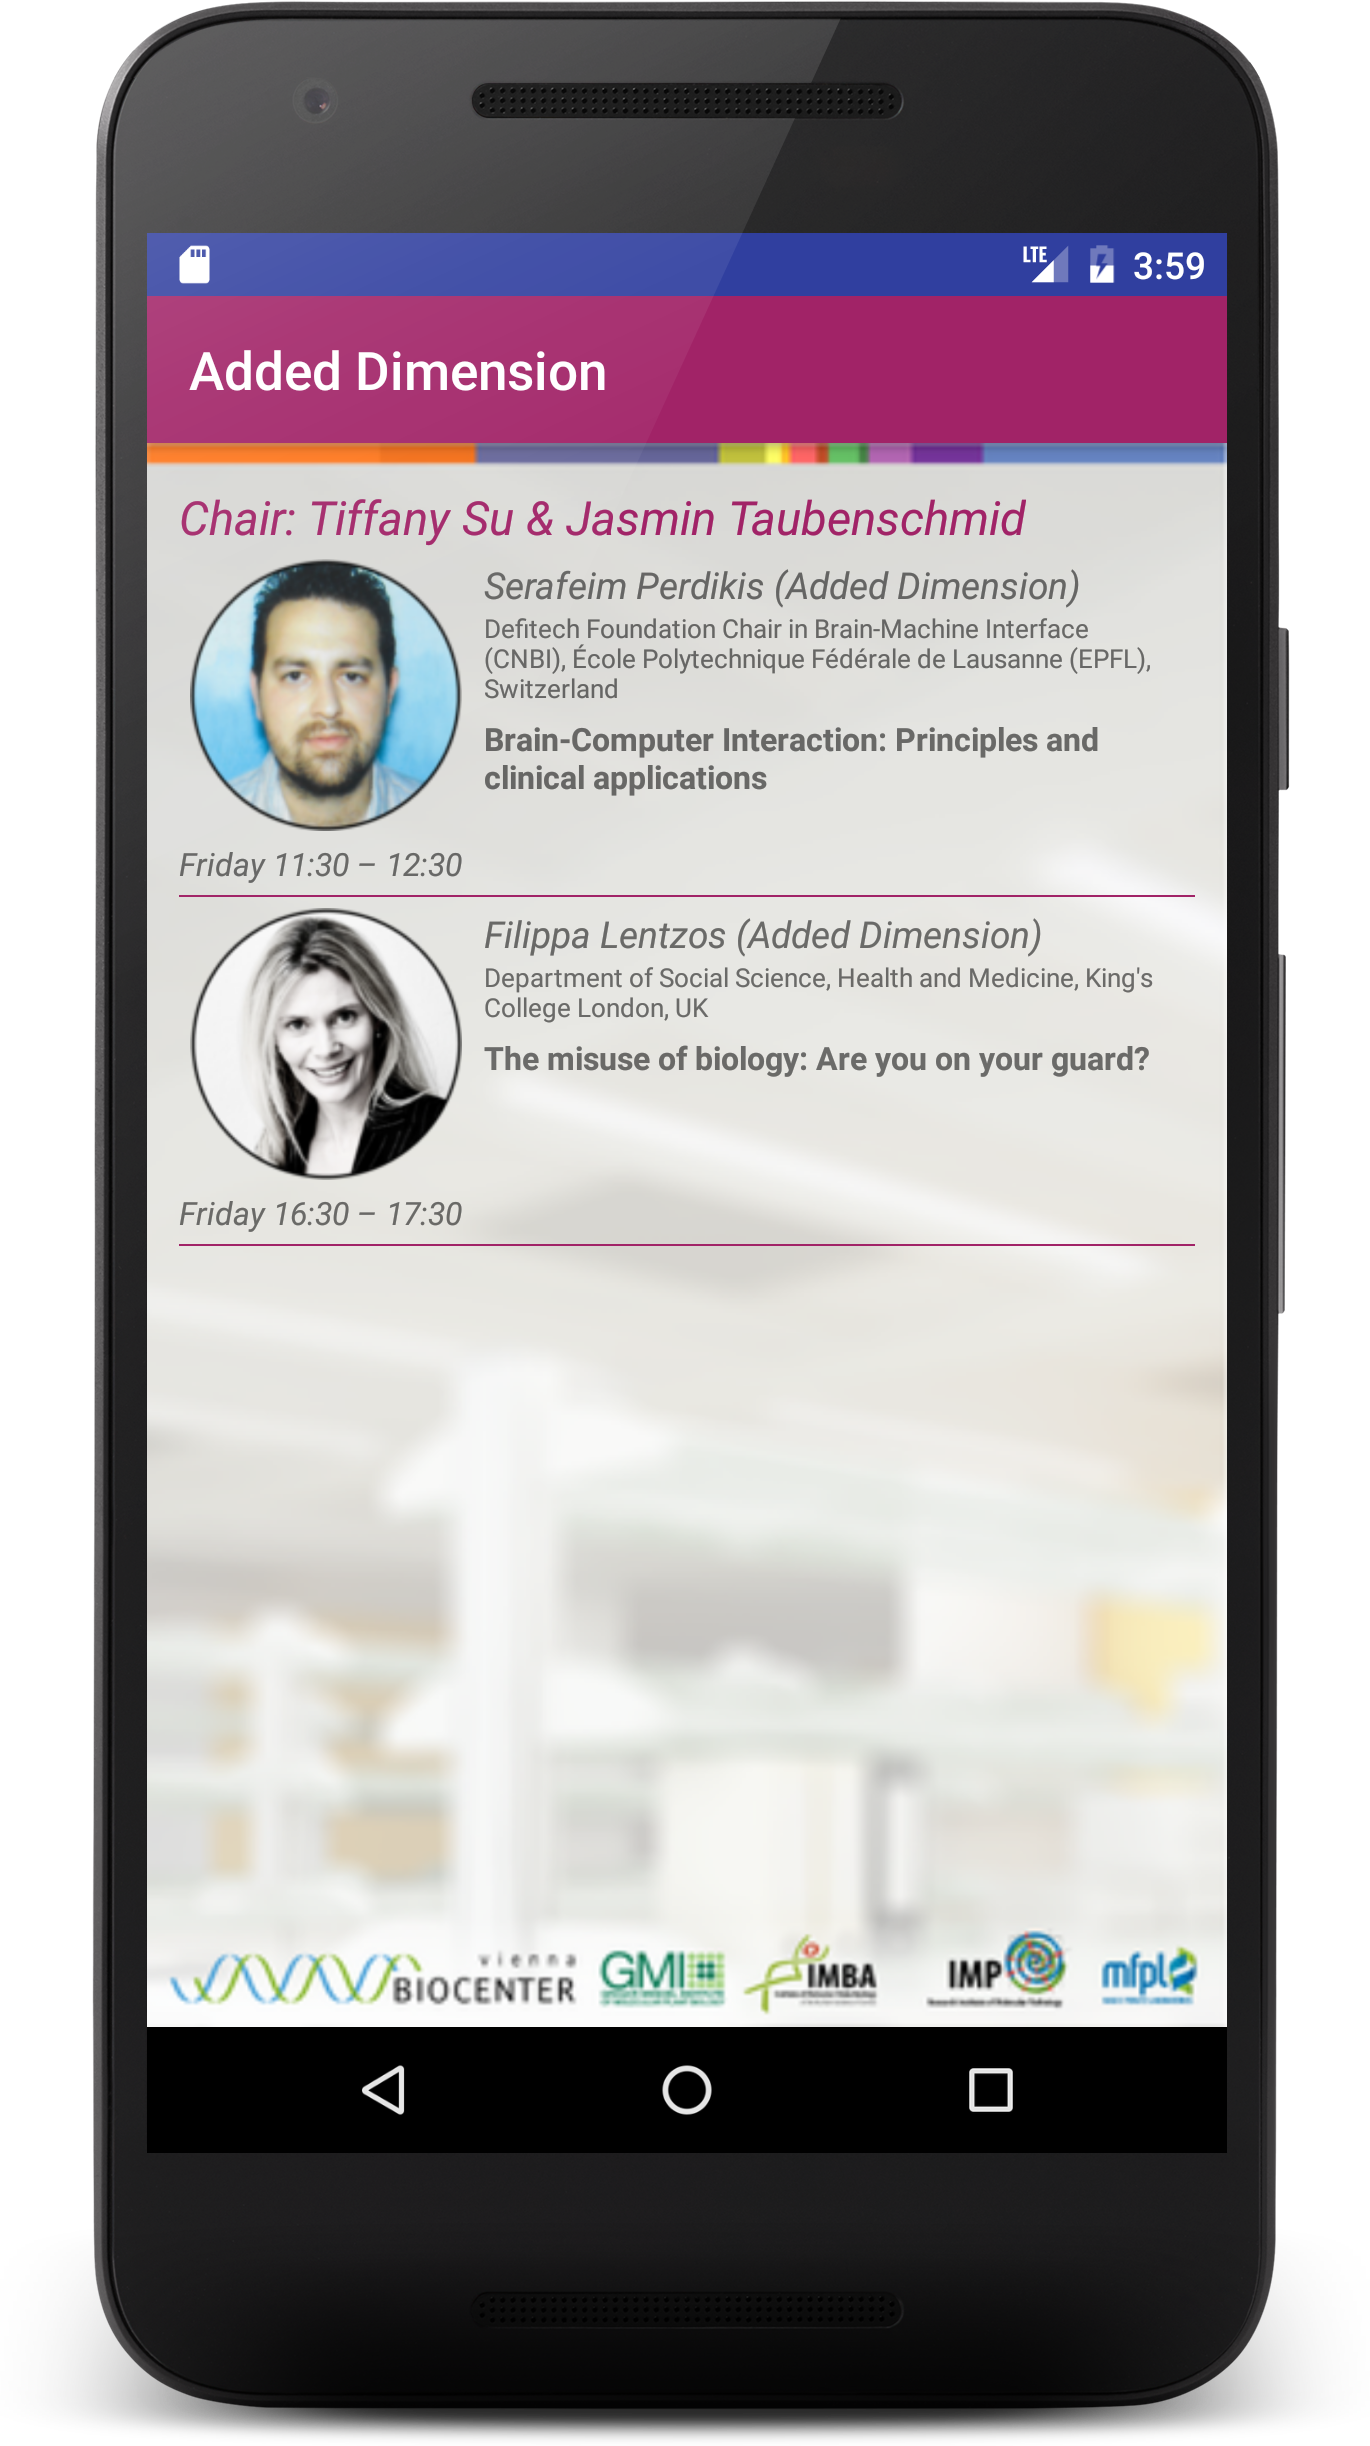 LTE 3:59
Added Dimension
Chair: Tiffany Su & Jasmin Taubenschmid
Serafeim Perdikis (Added Dimension)
Defitech Foundation Chair in Brain-Machine Interface
(CNBI), École Polytechnique Fédérale de Lausanne (EPFL),
Switzerland
Brain-Computer Interaction: Principles and
clinical applications
Friday 11:30 – 12:30
Filippa Lentzos (Added Dimension)
Department of Social Science, Health and Medicine, King's
College London, UK
The misuse of biology: Are you on your guard?
Friday 16:30 – 17:30
vienna
BIOCENTER
GMI
IMBA
IMP
mfpl